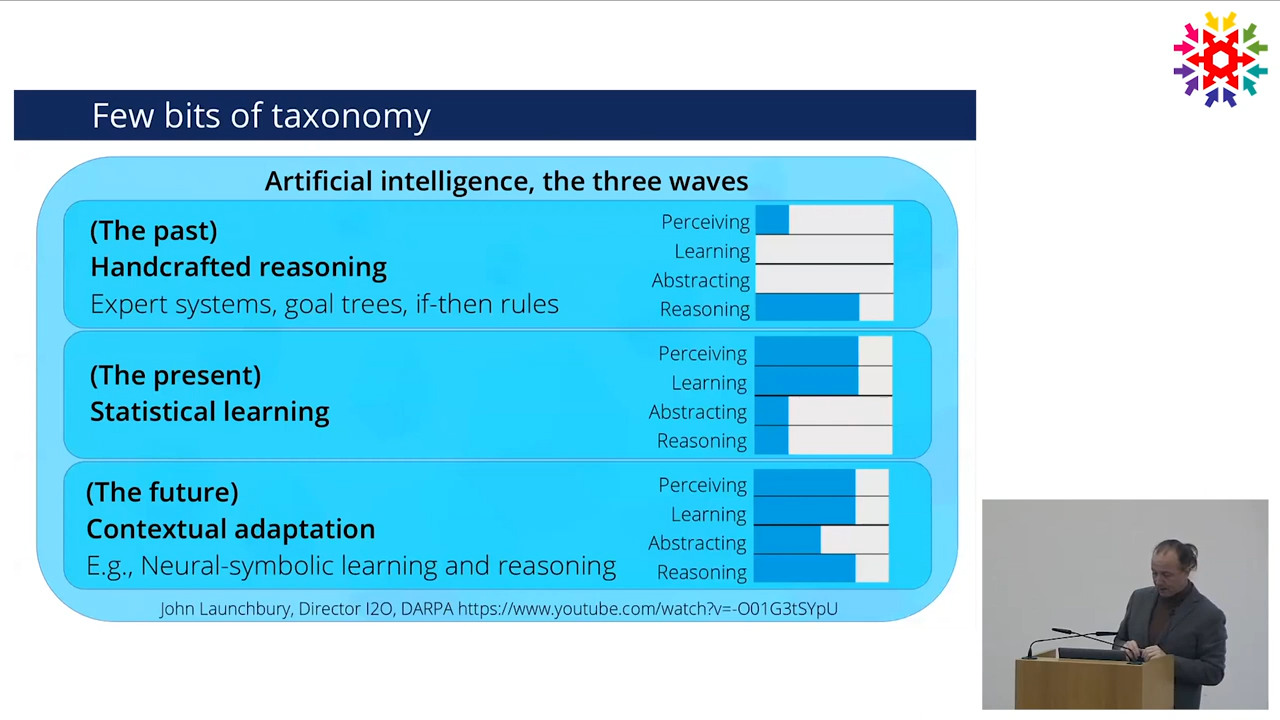 Few bits of taxonomy
Artificial intelligence, the three waves
(The past)
Handcrafted reasoning
Expert systems, goal trees, if-then rules
Perceiving
Learning
Abstracting
Reasoning
(The present)
Statistical learning
Perceiving
Learning
Abstracting
Reasoning
(The future)
Contextual adaptation
E.g., Neural-symbolic learning and reasoning
Perceiving
Learning
Abstracting
Reasoning
John Launchbury, Director I2O, DARPA https://www.youtube.com/watch?v=-O01G3tSYpU